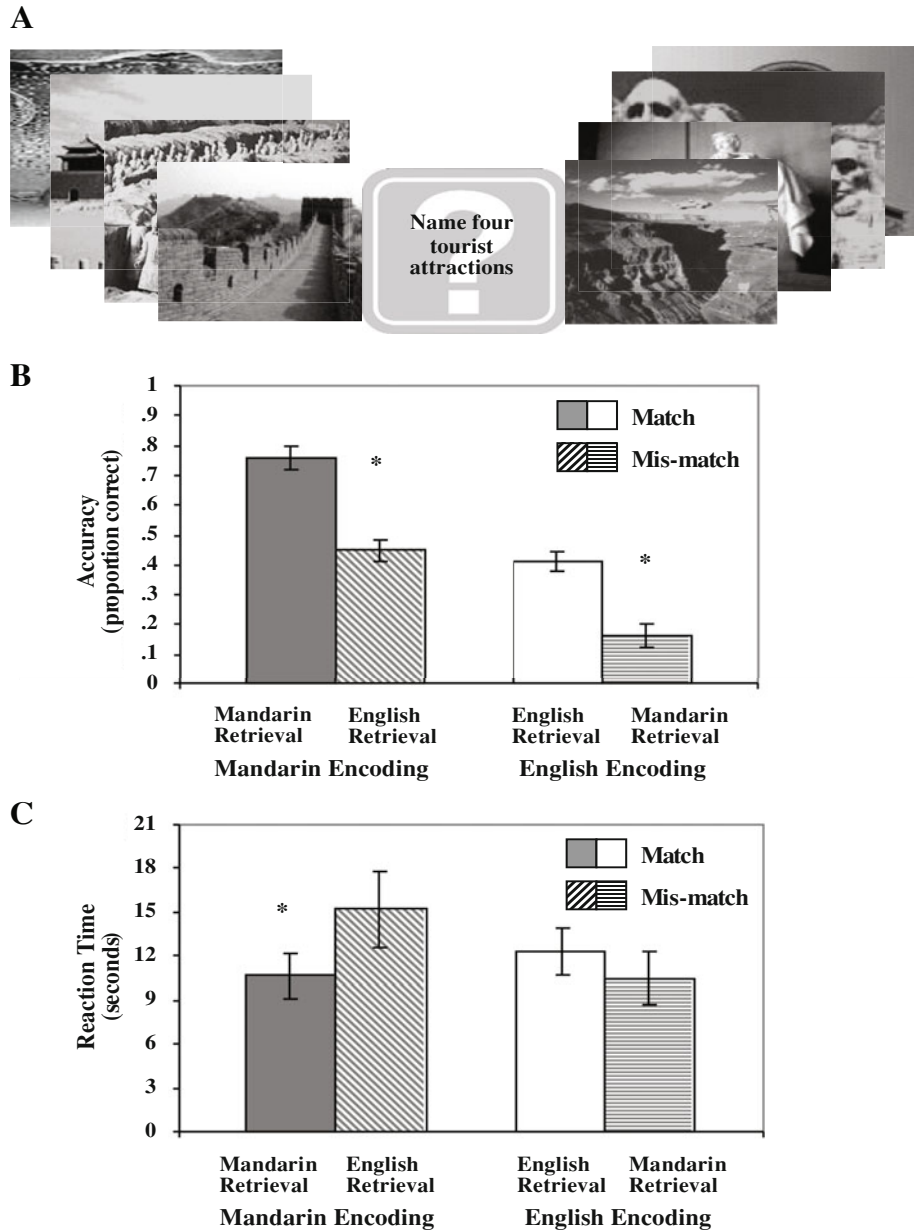 A
Name four
tourist
attractions
B
Accuracy
(proportion correct)
1
.9
.8
.7
.6
.5
.4
.3
.2
.1
0
Match
Mis-match
*
*
Mandarin Retrieval
English Retrieval
English Retrieval
Mandarin Retrieval
Mandarin Encoding
English Encoding
C
Reaction Time
(seconds)
21
18
15
12
9
6
3
0
Match
Mis-match
*
Mandarin Retrieval
English Retrieval
English Retrieval
Mandarin Retrieval
Mandarin Encoding
English Encoding